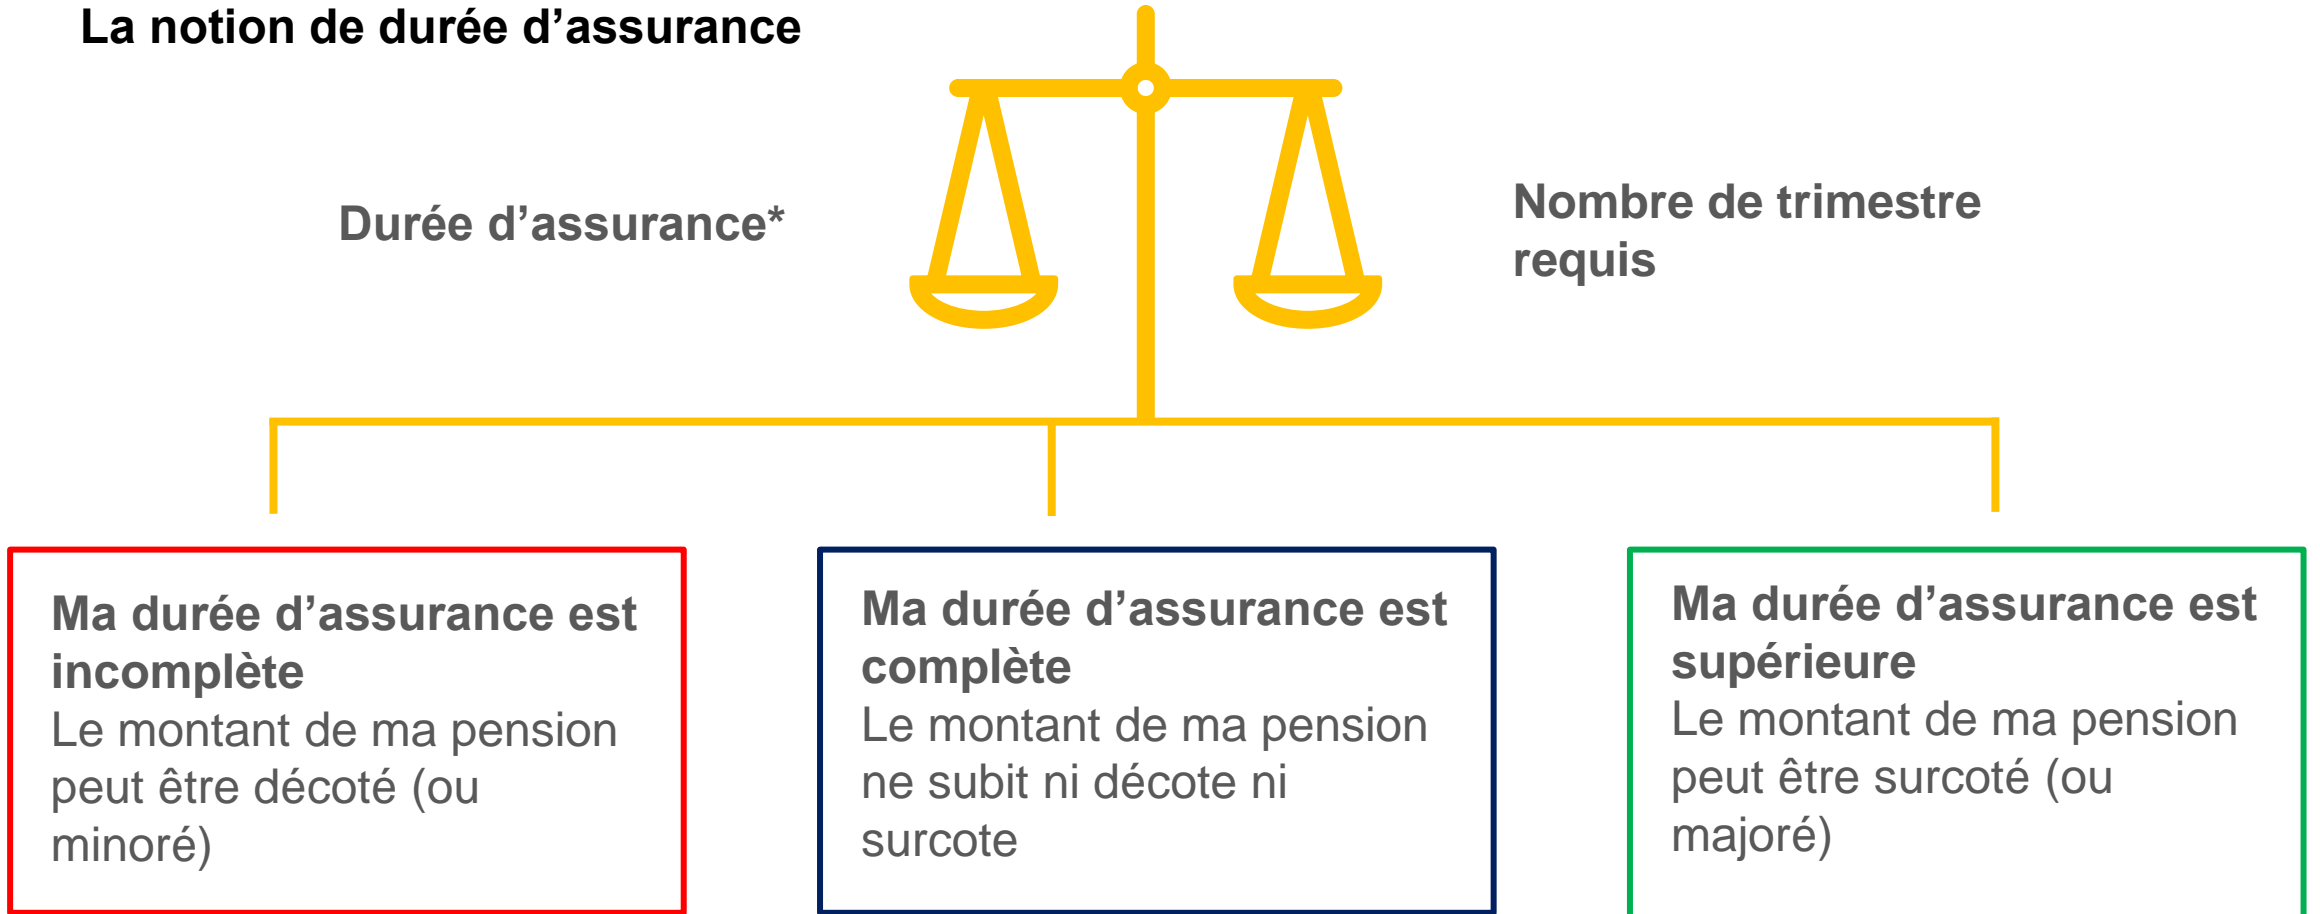 La notion de durée d’assurance
Durée d’assurance*
Nombre de trimestre
requis
Ma durée d’assurance est
incomplète
Le montant de ma pension
peut être décoté (ou
minoré)
Ma durée d’assurance est
complète
Le montant de ma pension
ne subit ni décote ni
surcote
Ma durée d’assurance est
supérieure
Le montant de ma pension
peut être surcoté (ou
majoré)